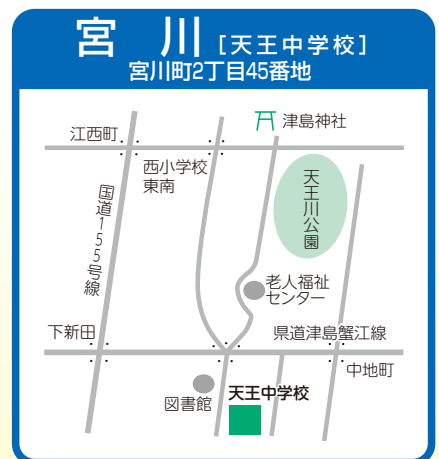 宮 川 [天王中学校]
宮川町2丁目45番地
津島神社
江西町
西小学校
東南
天王川公園
国道155号線
老人福祉
センター
下新田
県道津島蟹江線
中地町
天王中学校
図書館